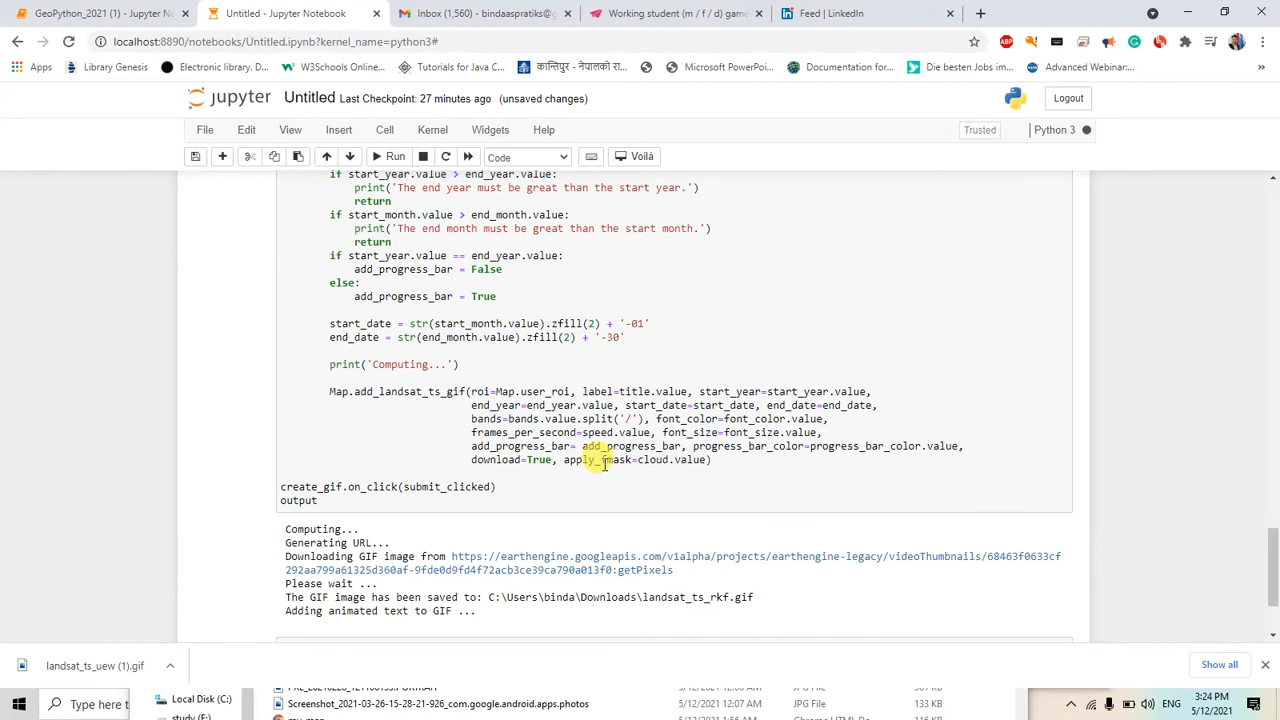 GeoPython_2021 - Jupyter Note
Untitled - Jupyter Notebook
Inbox (1,560) - bindaaspratiks@g
Working student (m / f / d) game
Feed | LinkedIn
localhost:8890/notebooks/Untitled.ipynb?kernel_name=python3#
Apps
Library Genesis
Electronic library. D...
W3Schools Online...
Tutorials for Java C...
कान्तिपुर - नेपालको रा...
Microsoft PowerPoi...
Documentation for...
Die besten Jobs im...
Advanced Webinar:...
jupyter Untitled Last Checkpoint: 27 minutes ago (unsaved changes)
Logout
File Edit View Insert Cell Kernel Widgets Help
Trusted
Python 3
Run
Code
Voilà
if start_year.value > end_year.value:
print('The end year must be great than the start year.')
return
if start_month.value > end_month.value:
print('The end month must be great than the start month.')
return
if start_year.value == end_year.value:
add_progress_bar = False
else:
add_progress_bar = True
start_date = str(start_month.value).zfill(2) + '-01'
end_date = str(end_month.value).zfill(2) + '-30'
print('Computing...')
Map.add_landsat_ts_gif(roi=Map.user_roi, label=title.value, start_year=start_year.value,
end_year=end_year.value, start_date=start_date, end_date=end_date,
bands=bands.value.split('/'), font_color=font_color.value,
frames_per_second=speed.value, font_size=font_size.value,
add_progress_bar= add_progress_bar, progress_bar_color=progress_bar_color.value,
download=True, apply_fmask=cloud.value)
create_gif.on_click(submit_clicked)
output
Computing...
Generating URL...
Downloading GIF image from https://earthengine.googleapis.com/v1alpha/projects/earthengine-legacy/videoThumbnails/68463f0633cf
292aa799a61325d360af-9fde0d9fd4f72acb3ce39ca790a013f0:getPixels
Please wait ...
The GIF image has been saved to: C:\Users\binda\Downloads\landsat_ts_rkf.gif
Adding animated text to GIF ...
landsat_ts_uew (1).gif
Show all
Local Disk (C:)
Screenshot_2021-03-26-15-28-21-926_com.google.android.apps.photos
5/12/2021 12:07 AM
JPG File
133 KB
Type here
ENG
3:24 PM
5/12/2021